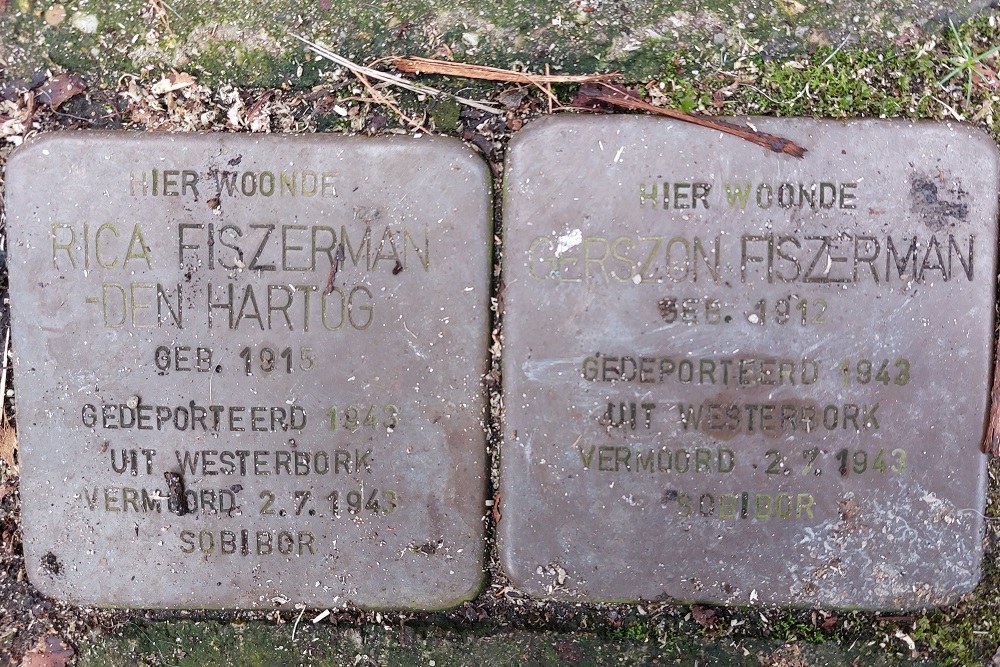 HIER WOONDE
RICA FISZERMAN
-DEN HARTOG
GEB. 1915
GEDEPORTEERD 1943
UIT WESTERBORK
VERMOORD 2.7.1943
SOBIBOR
HIER WOONDE
GERSZON FISZERMAN
GEB. 1912
GEDEPORTEERD 1943
UIT WESTERBORK
VERMOORD 2.7.1943
SOBIBOR